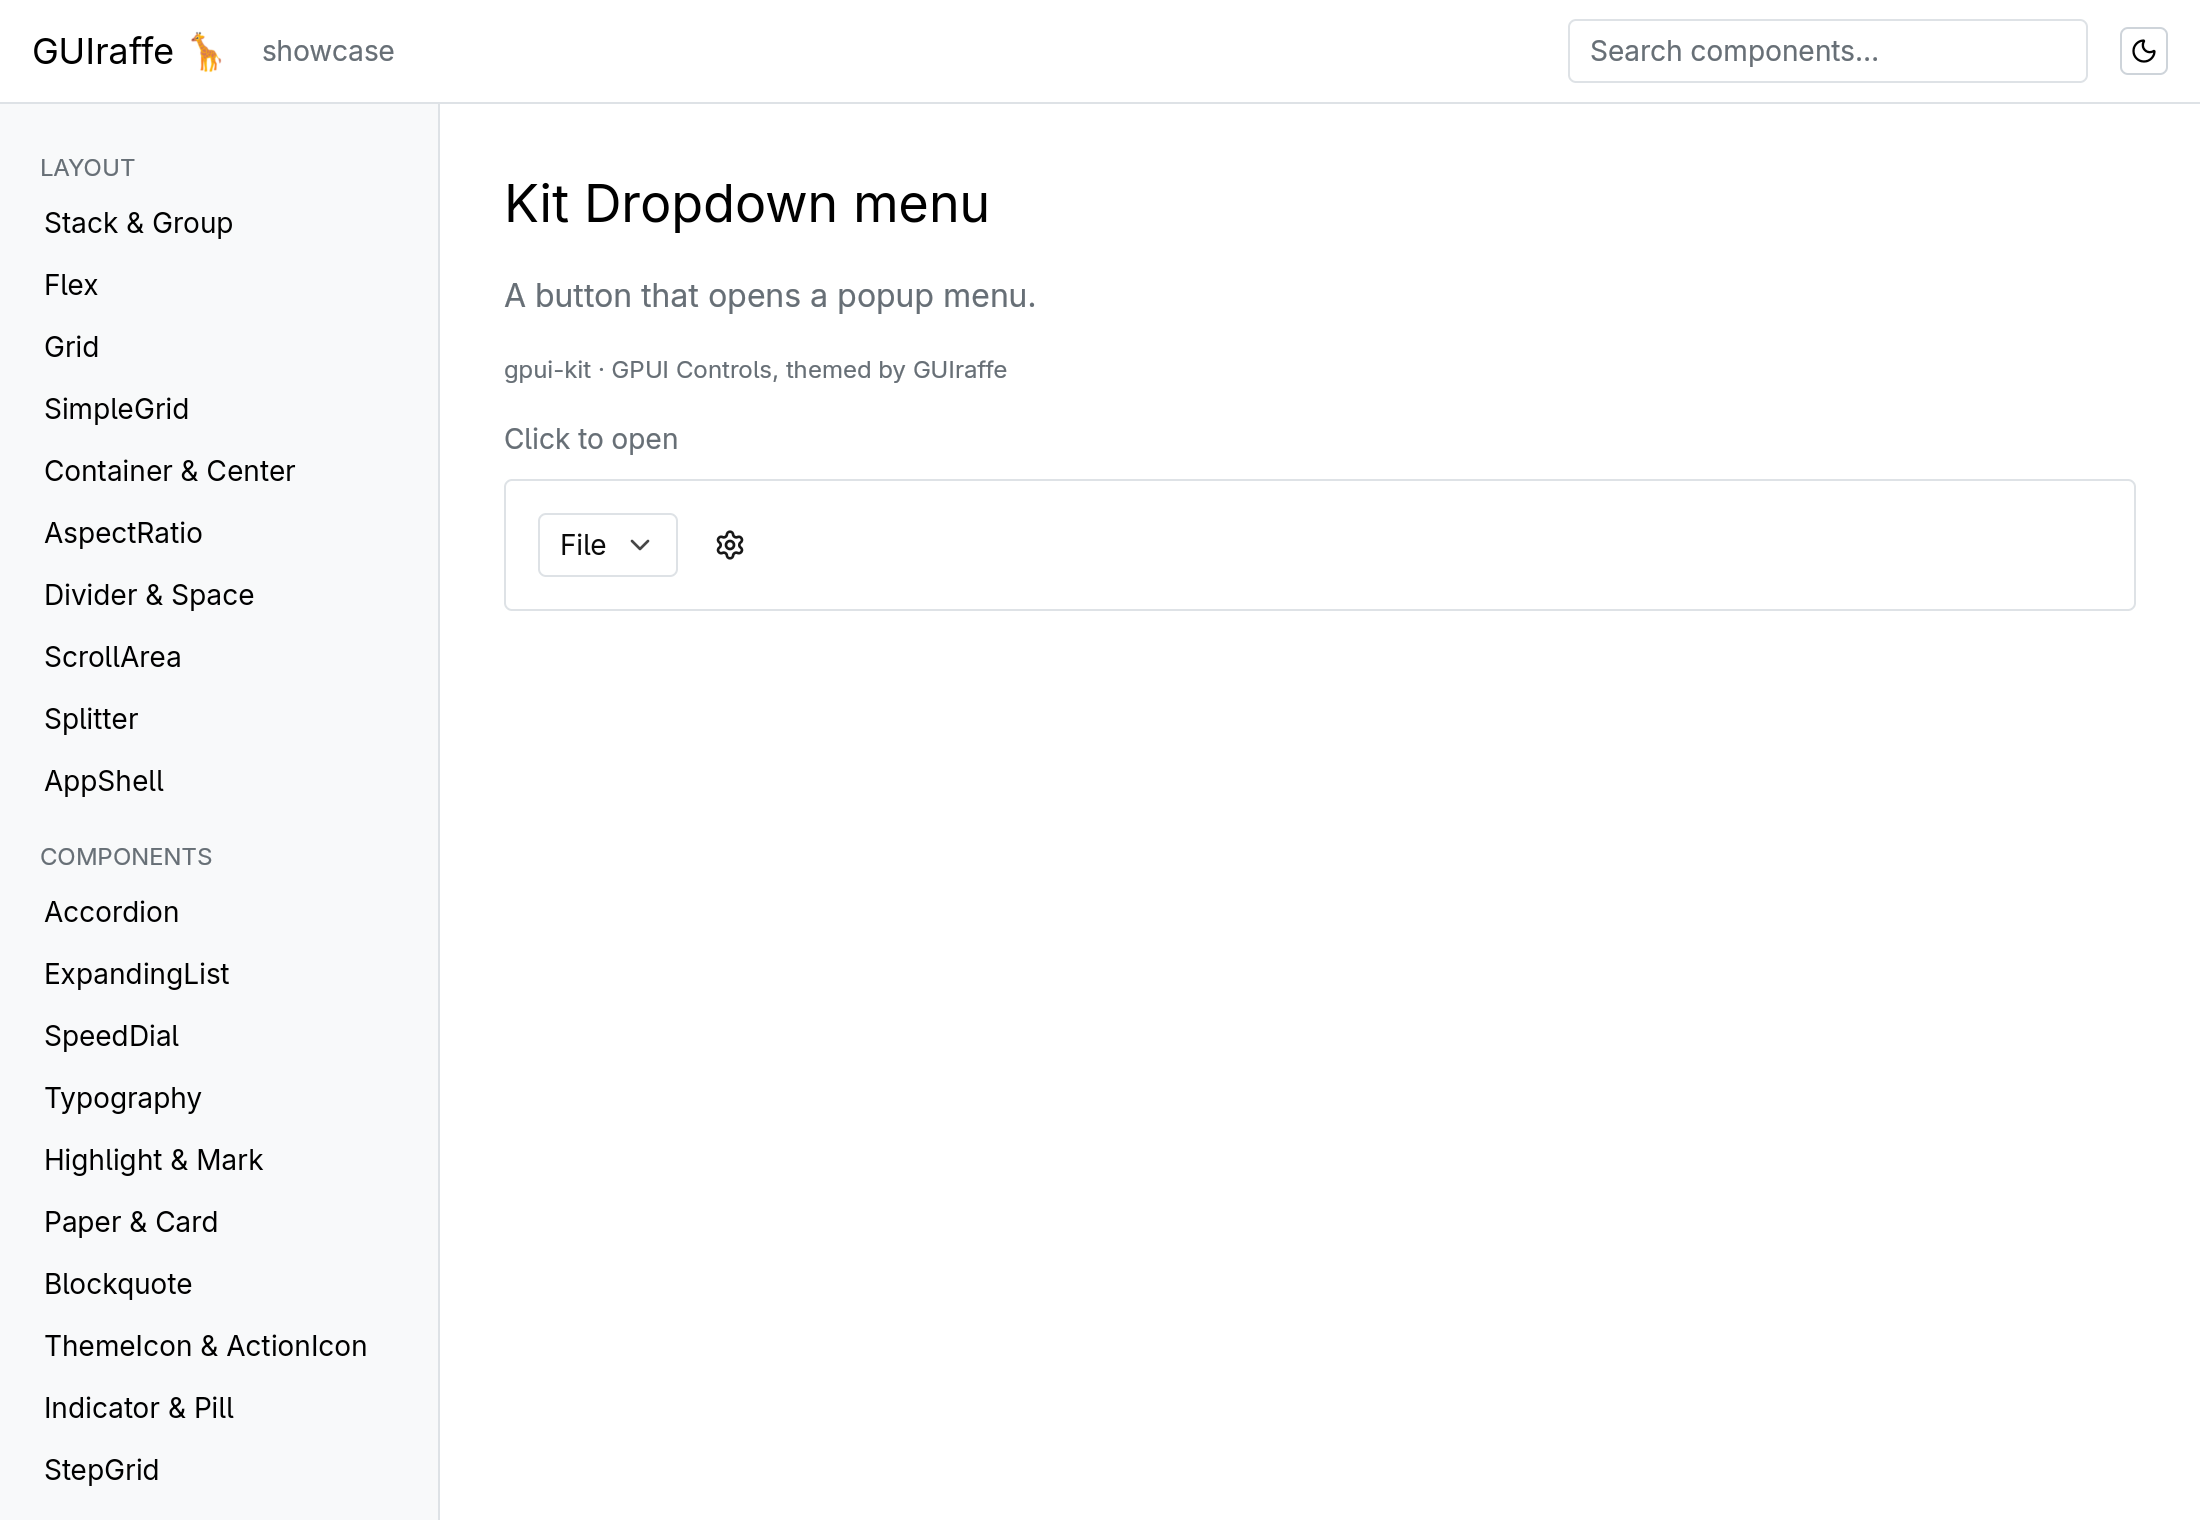 GUIraffe 🦒 showcase
Search components...
LAYOUT
Stack & Group
Flex
Grid
SimpleGrid
Container & Center
AspectRatio
Divider & Space
ScrollArea
Splitter
AppShell
COMPONENTS
Accordion
ExpandingList
SpeedDial
Typography
Highlight & Mark
Paper & Card
Blockquote
ThemeIcon & ActionIcon
Indicator & Pill
StepGrid
Kit Dropdown menu
A button that opens a popup menu.
gpui-kit · GPUI Controls, themed by GUIraffe
Click to open
File